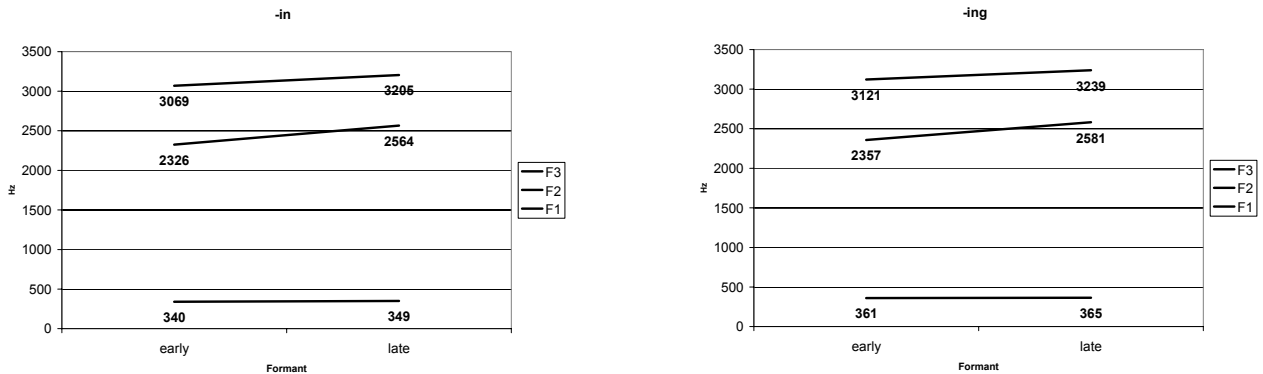 -in
3500
3000
2500
2000
1500
1000
500
0
Hz
3069
3205
2326
2564
340
349
early
late
Formant
F3
F2
F1
-ing
3500
3000
2500
2000
1500
1000
500
0
Hz
3121
3239
2357
2581
361
365
early
late
Formant
F3
F2
F1